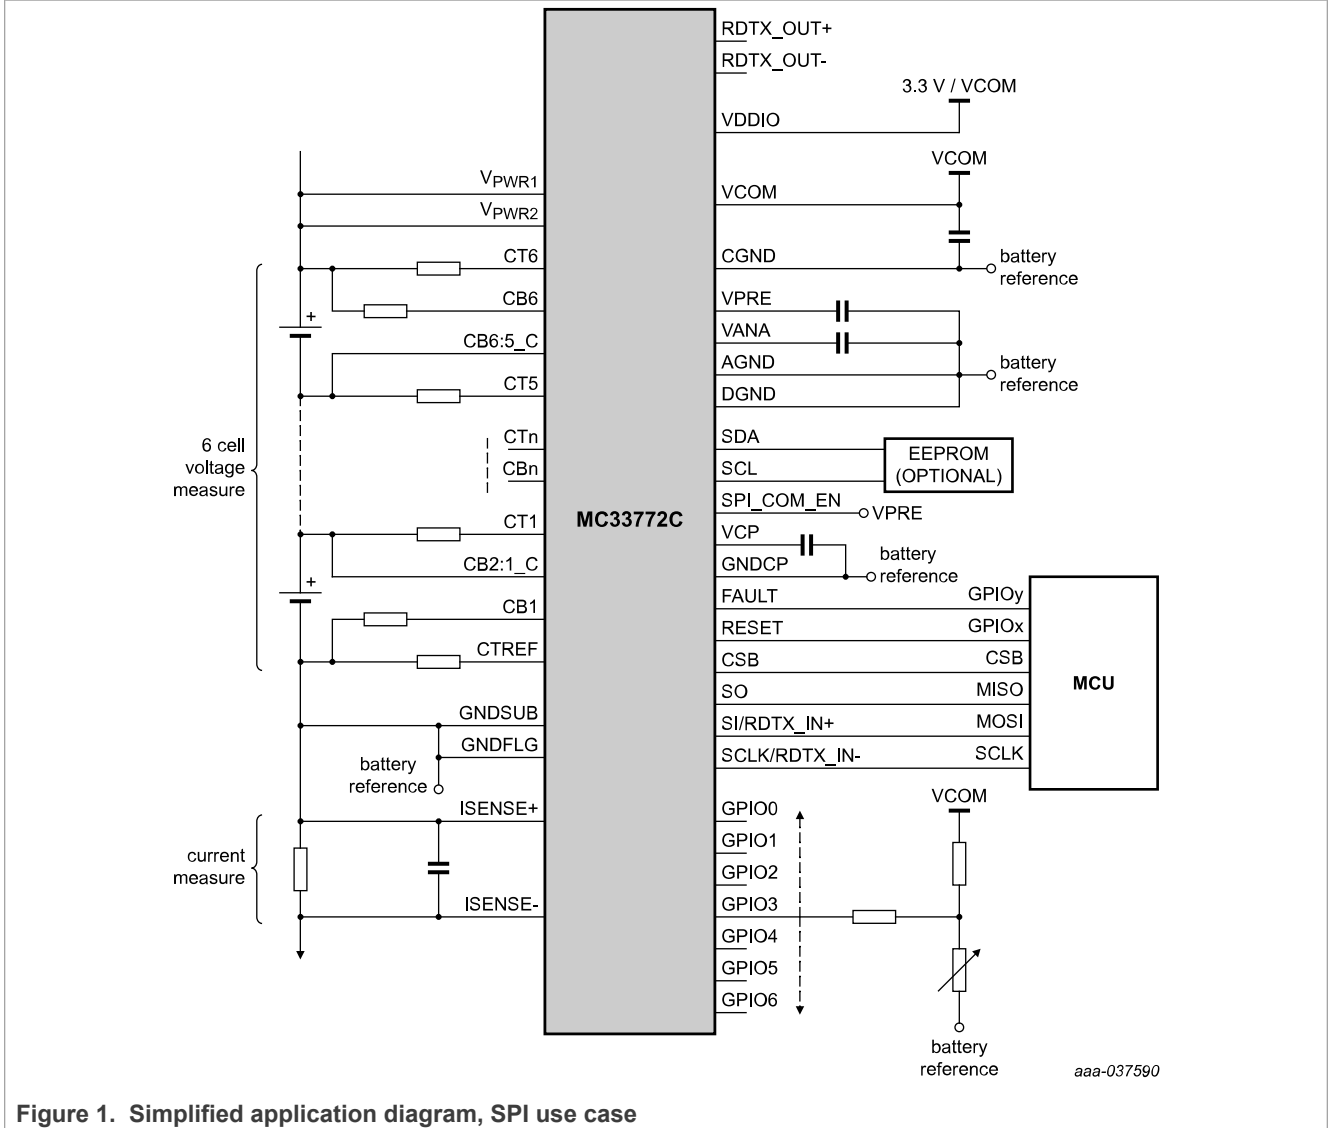 RDTX_OUT+
RDTX_OUT-
3.3 V / VCOM
VDDIO
VCOM
VPWR1
VCOM
VPWR2
CT6
CGND
battery
reference
CB6
VPRE
+
VANA
CB6:5_C
AGND
battery
reference
CT5
DGND
6 cell
voltage
measure
CTn
CBn
SDA
SCL
EEPROM
(OPTIONAL)
SPI_COM_EN
VPRE
MC33772C
CT1
VCP
CB2:1_C
GNDCP
battery
reference
+
CB1
FAULT
GPIOy
RESET
GPIOx
CTREF
CSB
CSB
MCU
SO
MISO
GNDSUB
SI/RDTX_IN+
MOSI
GNDFLG
SCLK/RDTX_IN-
SCLK
battery
reference
VCOM
ISENSE+
GPIO0
GPIO1
current
measure
GPIO2
ISENSE-
GPIO3
GPIO4
GPIO5
GPIO6
battery
reference
aaa-037590
Figure 1. Simplified application diagram, SPI use case